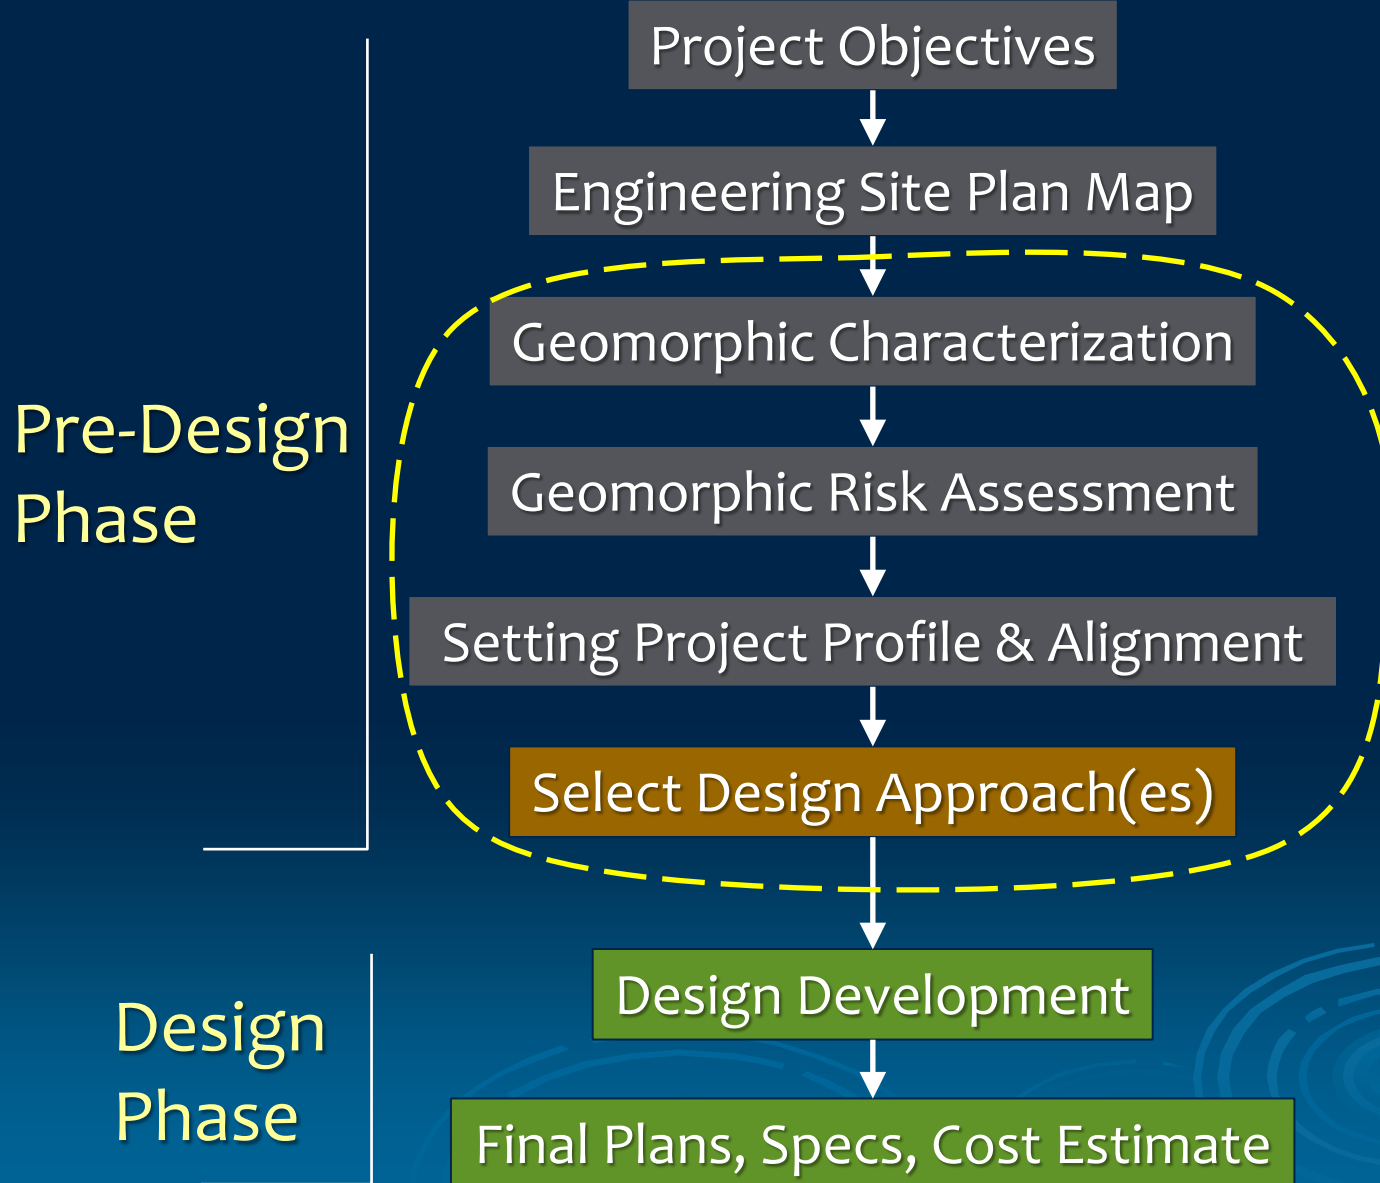 Project Objectives
Engineering Site Plan Map
Geomorphic Characterization
Geomorphic Risk Assessment
Setting Project Profile & Alignment
Select Design Approach(es)
Pre-Design
Phase
Design Development
Final Plans, Specs, Cost Estimate
Design
Phase